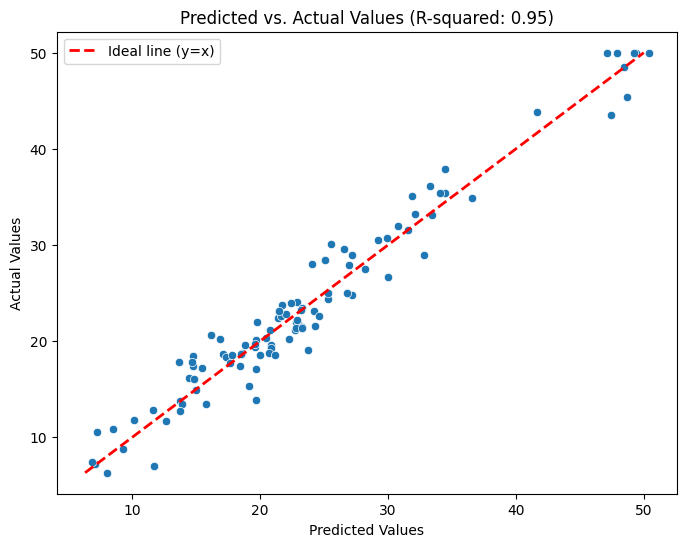 Predicted vs. Actual Values (R-squared: 0.95)
Ideal line (y=x)
50
40
30
20
10
Actual Values
10 20 30 40 50
Predicted Values